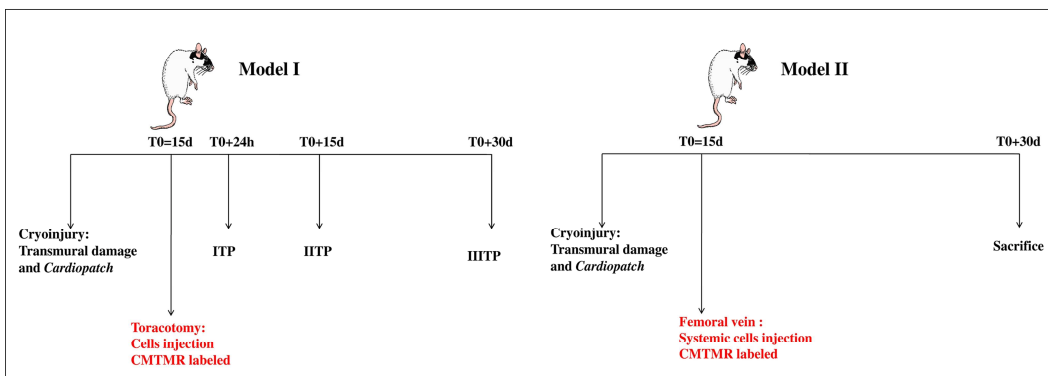 Model I
T0=15d T0+24h T0+15d T0+30d
Cryoinjury:
Transmural damage
and Cardiopatch
ITP
IITP
IIITP
Toracotomy:
Cells injection
CMTMR labeled
Model II
T0=15d T0+30d
Cryoinjury:
Transmural damage
and Cardiopatch
Sacrifice
Femoral vein :
Systemic cells injection
CMTMR labeled